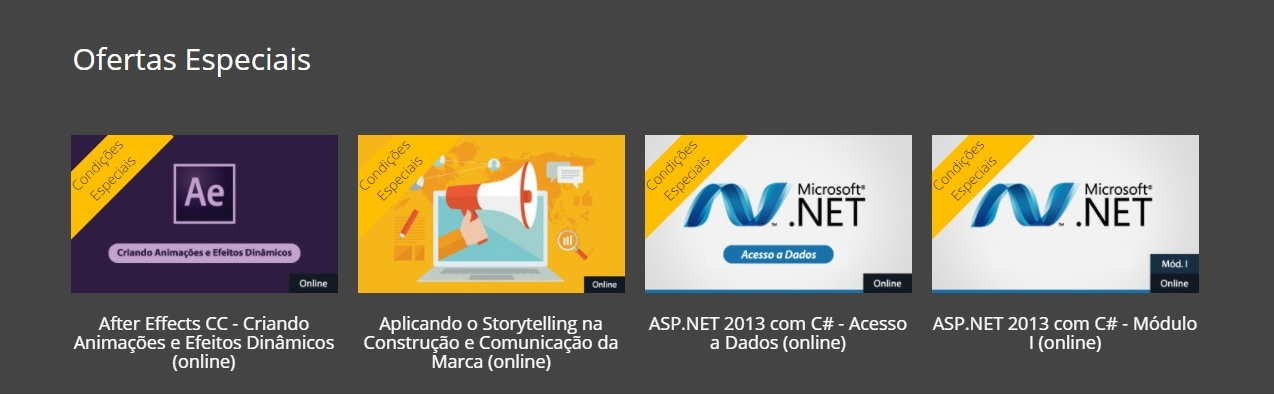 Ofertas Especiais
Condições
Especiais
Ae
Criando Animações e Efeitos Dinâmicos
Online
After Effects CC - Criando
Animações e Efeitos Dinâmicos
(online)
Condições
Especiais
Online
Aplicando o Storytelling na
Construção e Comunicação da
Marca (online)
Condições
Especiais
Microsoft®
.NET
™
Acesso a Dados
Online
ASP.NET 2013 com C# - Acesso
a Dados (online)
Condições
Especiais
Microsoft®
.NET
™
Mód. I
Online
ASP.NET 2013 com C# - Módulo
I (online)